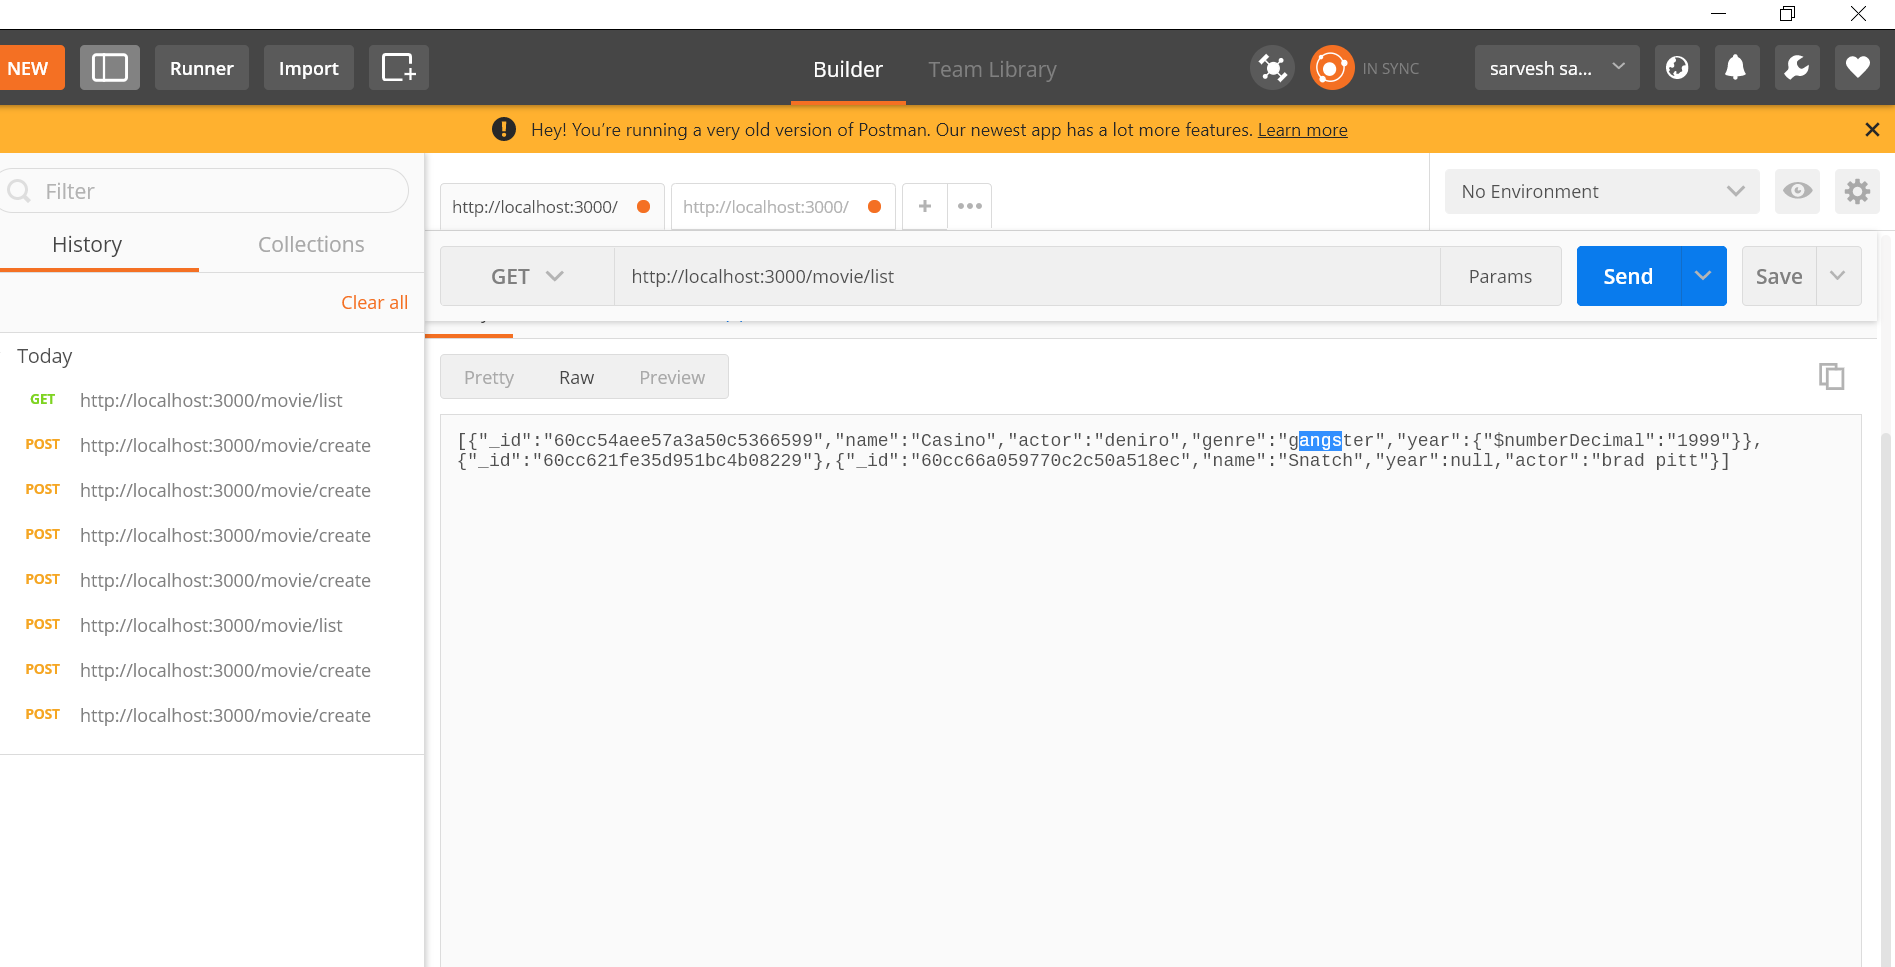 NEW Runner Import Builder Team Library IN SYNC sarvesh sa...
Hey! You’re running a very old version of Postman. Our newest app has a lot more features. Learn more
Filter
History Collections
Clear all
Today
GET http://localhost:3000/movie/list
POST http://localhost:3000/movie/create
POST http://localhost:3000/movie/create
POST http://localhost:3000/movie/create
POST http://localhost:3000/movie/create
POST http://localhost:3000/movie/list
POST http://localhost:3000/movie/create
POST http://localhost:3000/movie/create
http://localhost:3000/ http://localhost:3000/ No Environment
GET http://localhost:3000/movie/list Params Send Save
Pretty Raw Preview
[{"_id":"60cc54aee57a3a50c5366599","name":"Casino","actor":"deniro","genre":"gangster","year":{"$numberDecimal":"1999"}},
{"_id":"60cc621fe35d951bc4b08229"},{"_id":"60cc66a059770c2c50a518ec","name":"Snatch","year":null,"actor":"brad pitt"}]